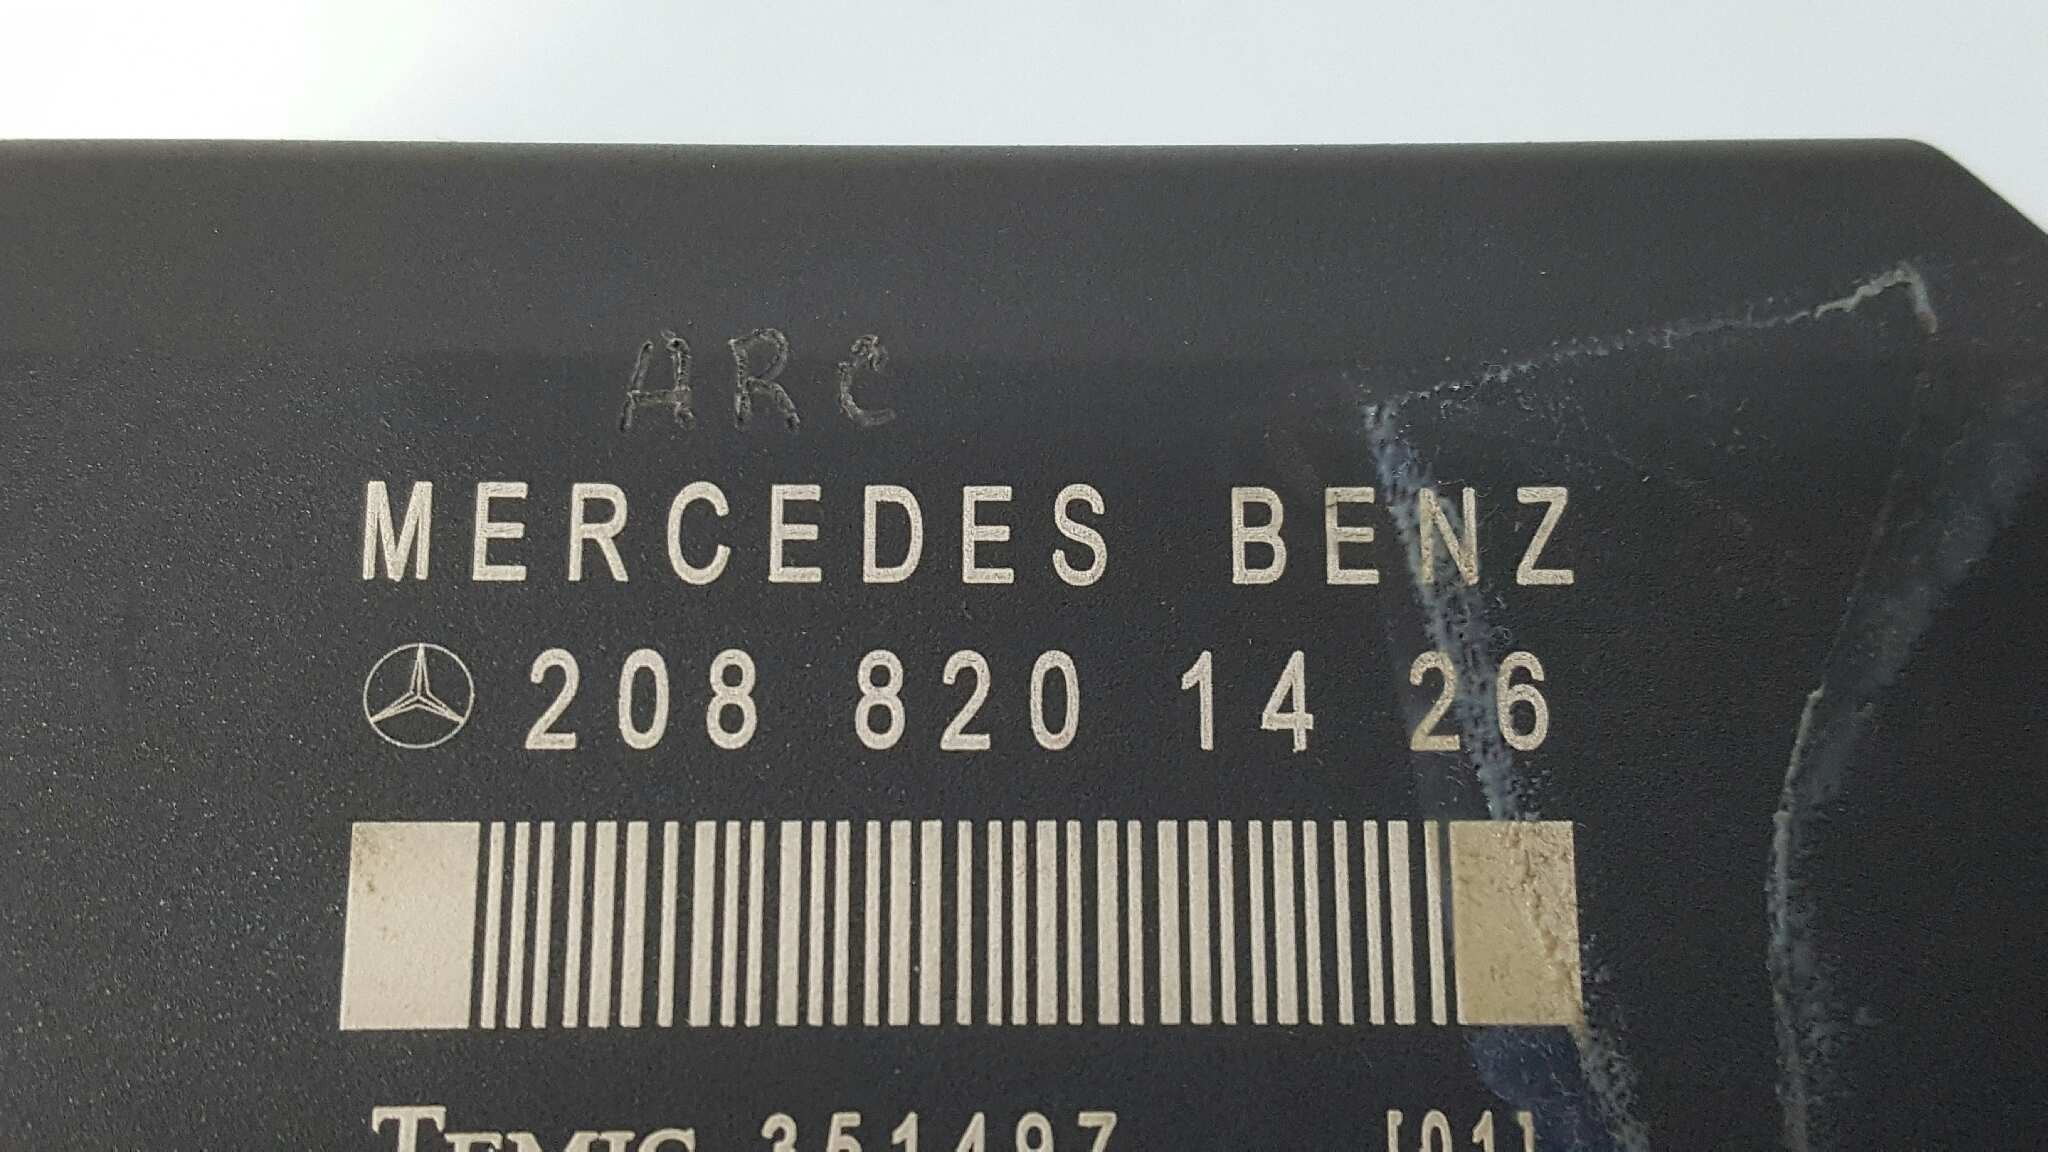 ARC
MERCEDES BENZ
208 820 14 26
TEMIC 351497 [01]